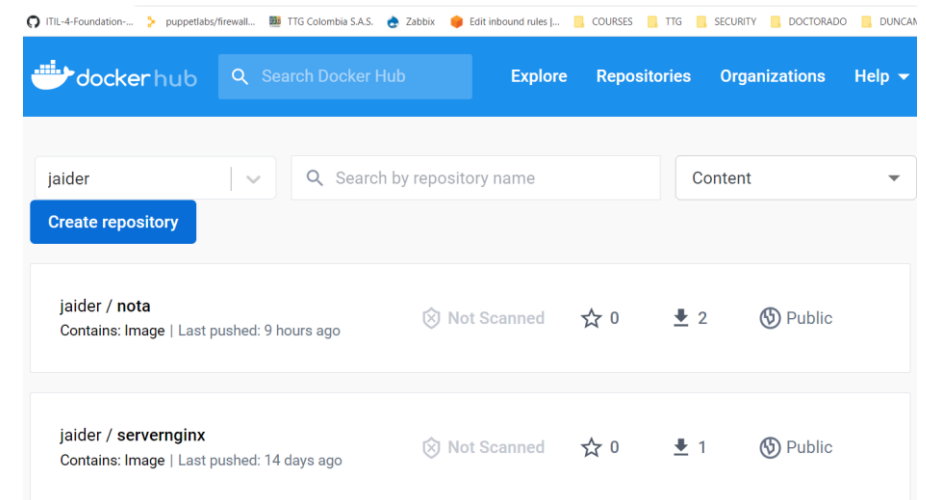 ITIL-4-Foundation-... puppetlabs/firewall... TTG Colombia S.A.S. Zabbix Edit inbound rules |... COURSES TTG SECURITY DOCTORADO DUNCAN
dockerhub Search Docker Hub Explore Repositories Organizations Help
jaider Search by repository name Content
Create repository
jaider / nota
Contains: Image | Last pushed: 9 hours ago Not Scanned 0 2 Public
jaider / servernginx
Contains: Image | Last pushed: 14 days ago Not Scanned 0 1 Public